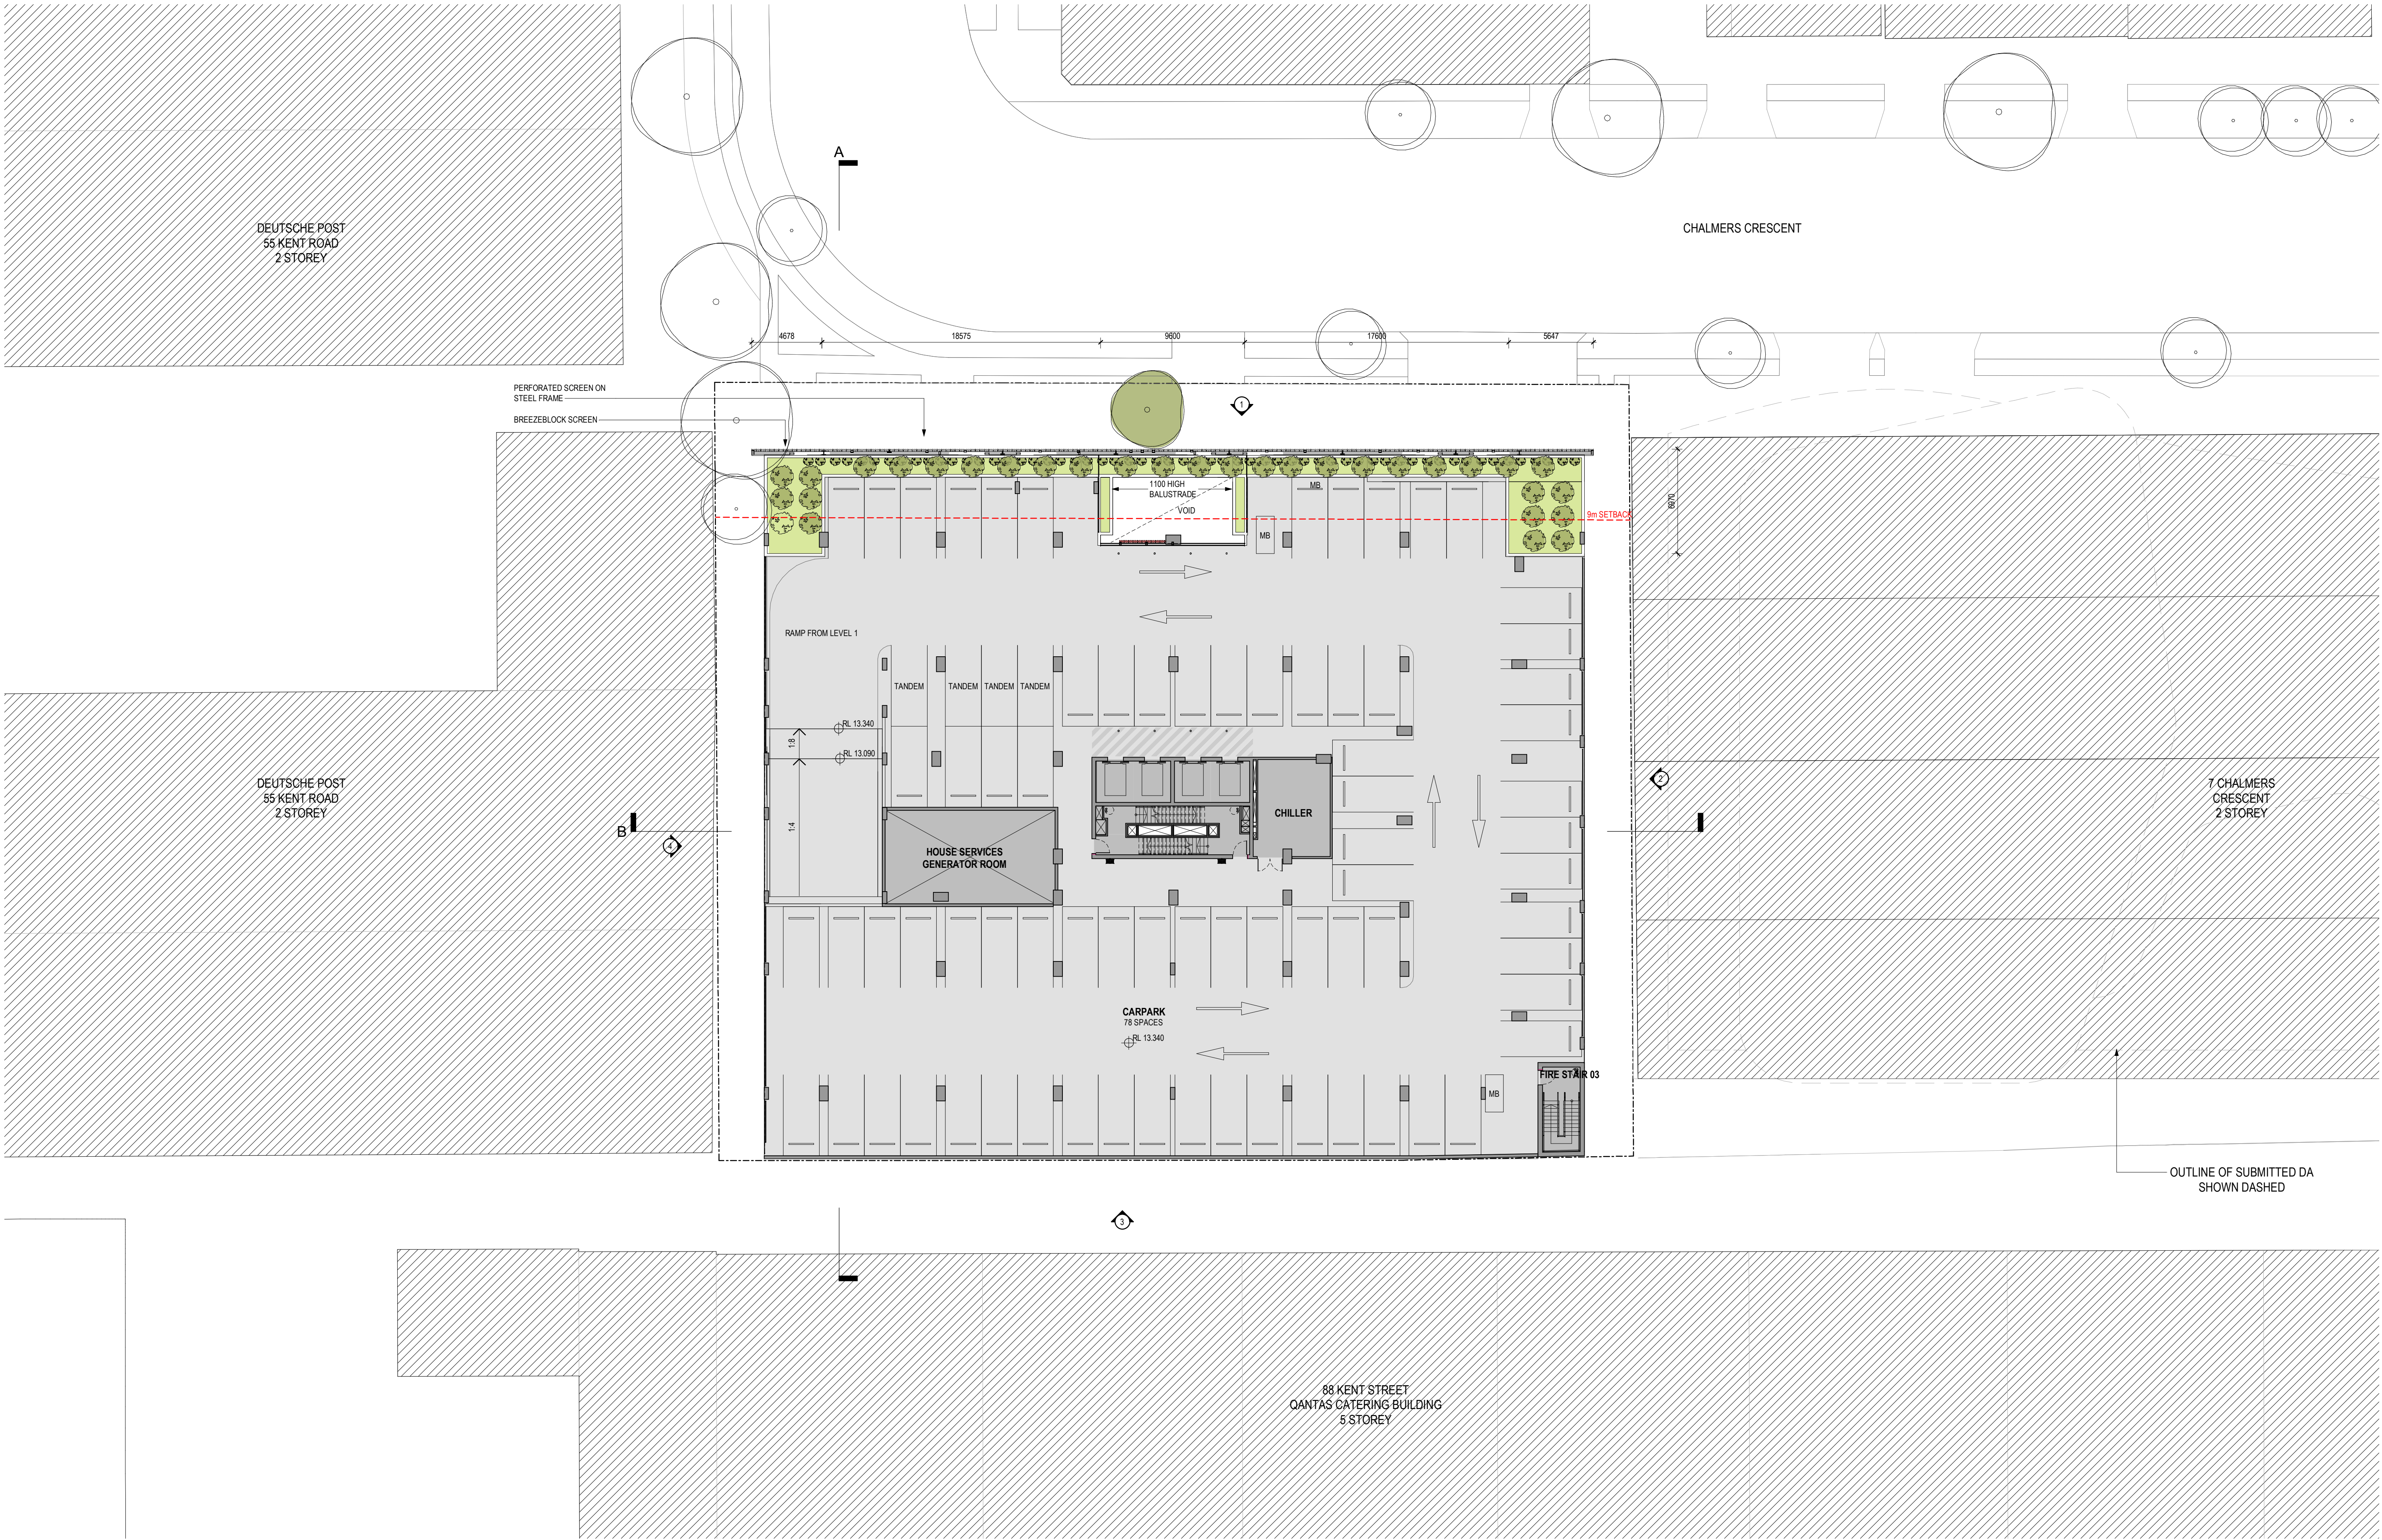 A
DEUTSCHE POST
55 KENT ROAD
2 STOREY
CHALMERS CRESCENT
4678
18575
9600
17600
5647
PERFORATED SCREEN ON
STEEL FRAME
BREEZEBLOCK SCREEN
1
1100 HIGH
BALUSTRADE
VOID
MB
MB
9m SETBACK
6970
RAMP FROM LEVEL 1
TANDEM
TANDEM
TANDEM
TANDEM
RL 13.340
1:8
RL 13.090
1:4
DEUTSCHE POST
55 KENT ROAD
2 STOREY
B
4
HOUSE SERVICES
GENERATOR ROOM
CHILLER
2
7 CHALMERS
CRESCENT
2 STOREY
CARPARK
78 SPACES
RL 13.340
FIRE STAIR 03
MB
OUTLINE OF SUBMITTED DA
SHOWN DASHED
3
88 KENT STREET
QANTAS CATERING BUILDING
5 STOREY